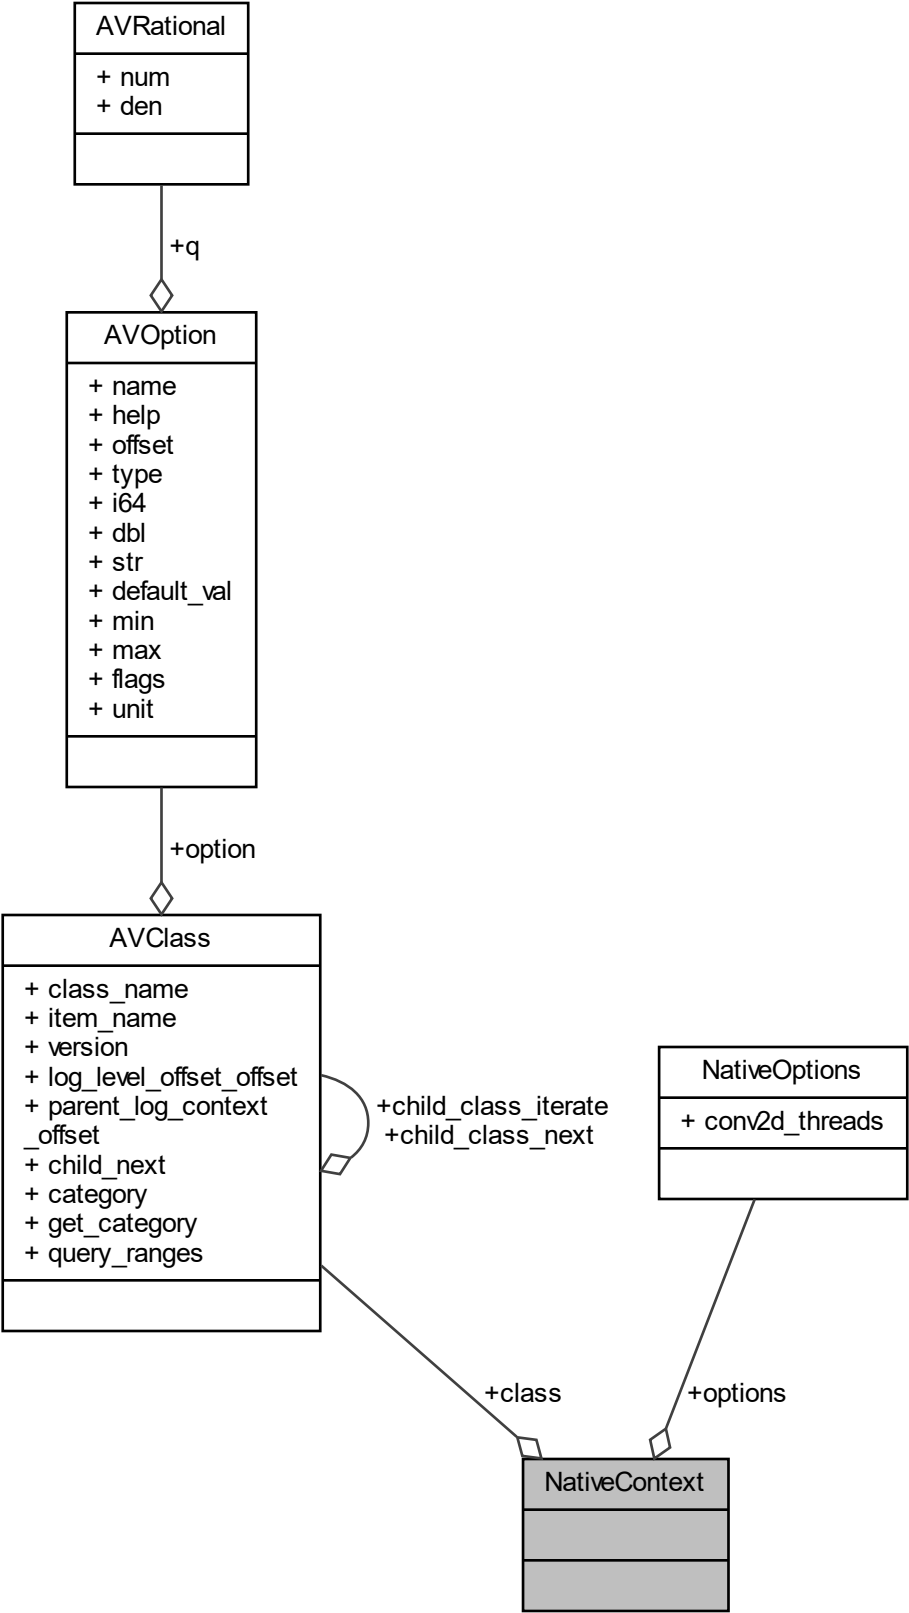 AVRational
+ num
+ den
+q
AVOption
+ name
+ help
+ offset
+ type
+ i64
+ dbl
+ str
+ default_val
+ min
+ max
+ flags
+ unit
+option
AVClass
+ class_name
+ item_name
+ version
+ log_level_offset_offset
+ parent_log_context
_offset
+ child_next
+ category
+ get_category
+ query_ranges
+child_class_iterate
+child_class_next
NativeOptions
+ conv2d_threads
+class
+options
NativeContext